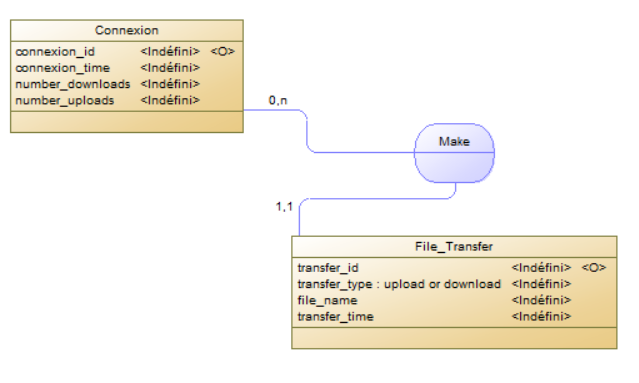 Connexion
connexion_id <Indéfini> <O>
connexion_time <Indéfini>
number_downloads <Indéfini>
number_uploads <Indéfini>
0,n
Make
1,1
File_Transfer
transfer_id <Indéfini> <O>
transfer_type : upload or download <Indéfini>
file_name <Indéfini>
transfer_time <Indéfini>